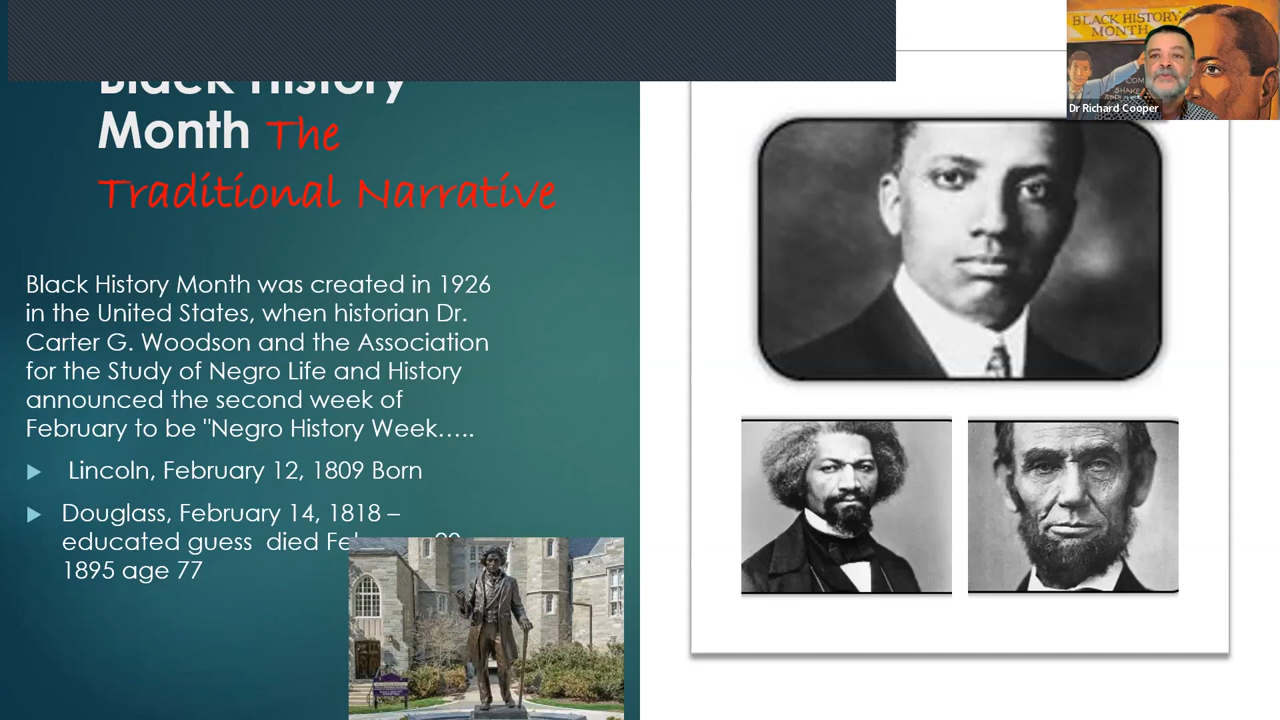 Black History
Month The
Traditional Narrative
Black History Month was created in 1926
in the United States, when historian Dr.
Carter G. Woodson and the Association
for the Study of Negro Life and History
announced the second week of
February to be "Negro History Week.....
Lincoln, February 12, 1809 Born
Douglass, February 14, 1818 –
educated guess died
1895 age 77
BLACK HISTORY
MONTH
Dr Richard Cooper